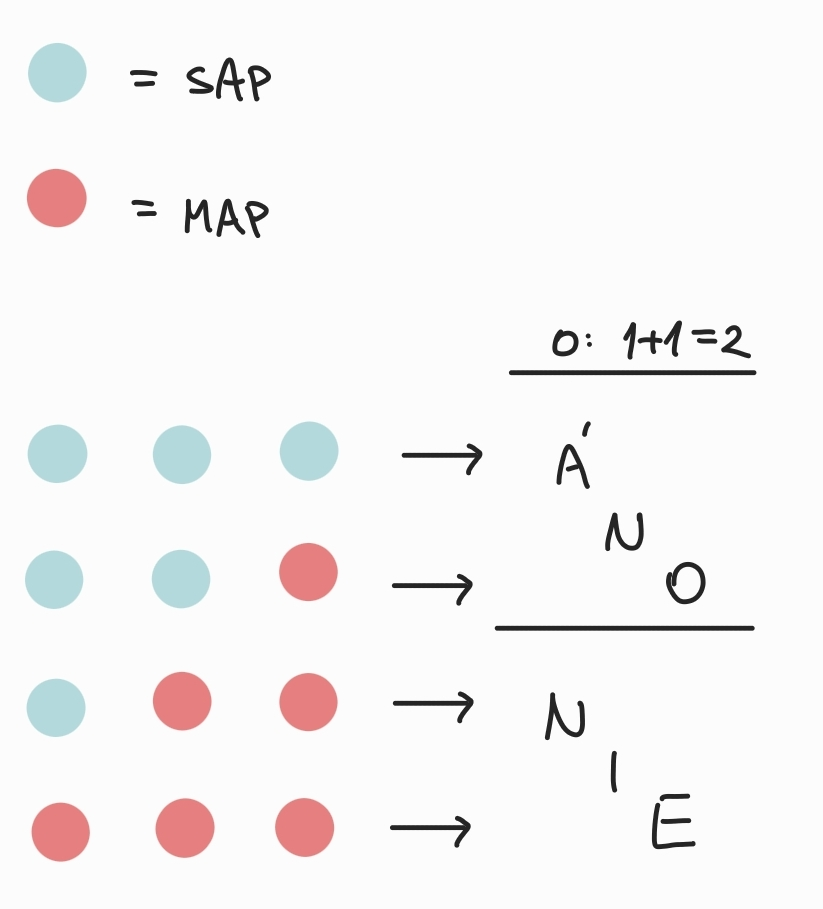 = SAP
= MAP
O: 1+1=2
Á
N
O
N
I
E